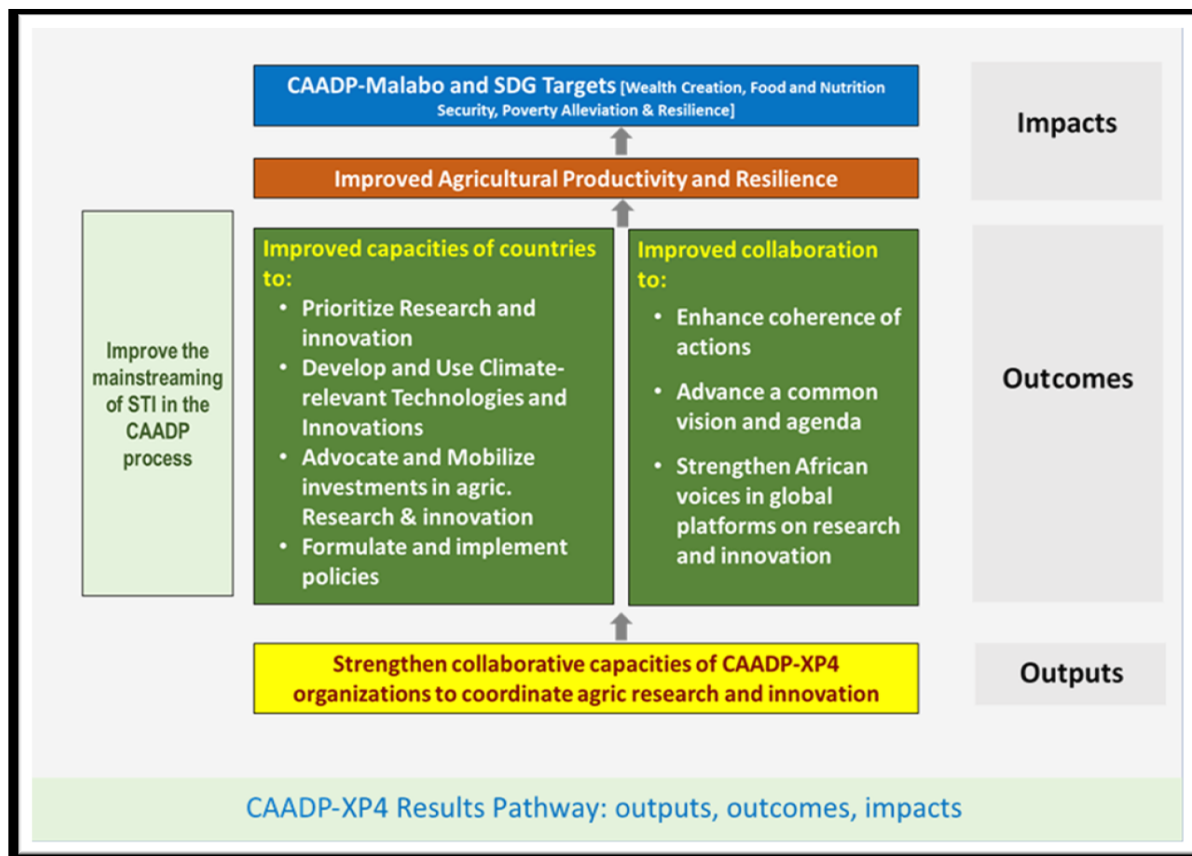 CAADP-Malabo and SDG Targets [Wealth Creation, Food and Nutrition
Security, Poverty Alleviation & Resilience]
Impacts
Improved Agricultural Productivity and Resilience
Improve the
mainstreaming
of STI in the
CAADP
process
Improved capacities of countries
to:
• Prioritize Research and
innovation
• Develop and Use Climate-
relevant Technologies and
Innovations
• Advocate and Mobilize
investments in agric.
Research & innovation
• Formulate and implement
policies
Improved collaboration
to:
• Enhance coherence of
actions
• Advance a common
vision and agenda
• Strengthen African
voices in global
platforms on research
and innovation
Outcomes
Strengthen collaborative capacities of CAADP-XP4
organizations to coordinate agric research and innovation
Outputs
CAADP-XP4 Results Pathway: outputs, outcomes, impacts